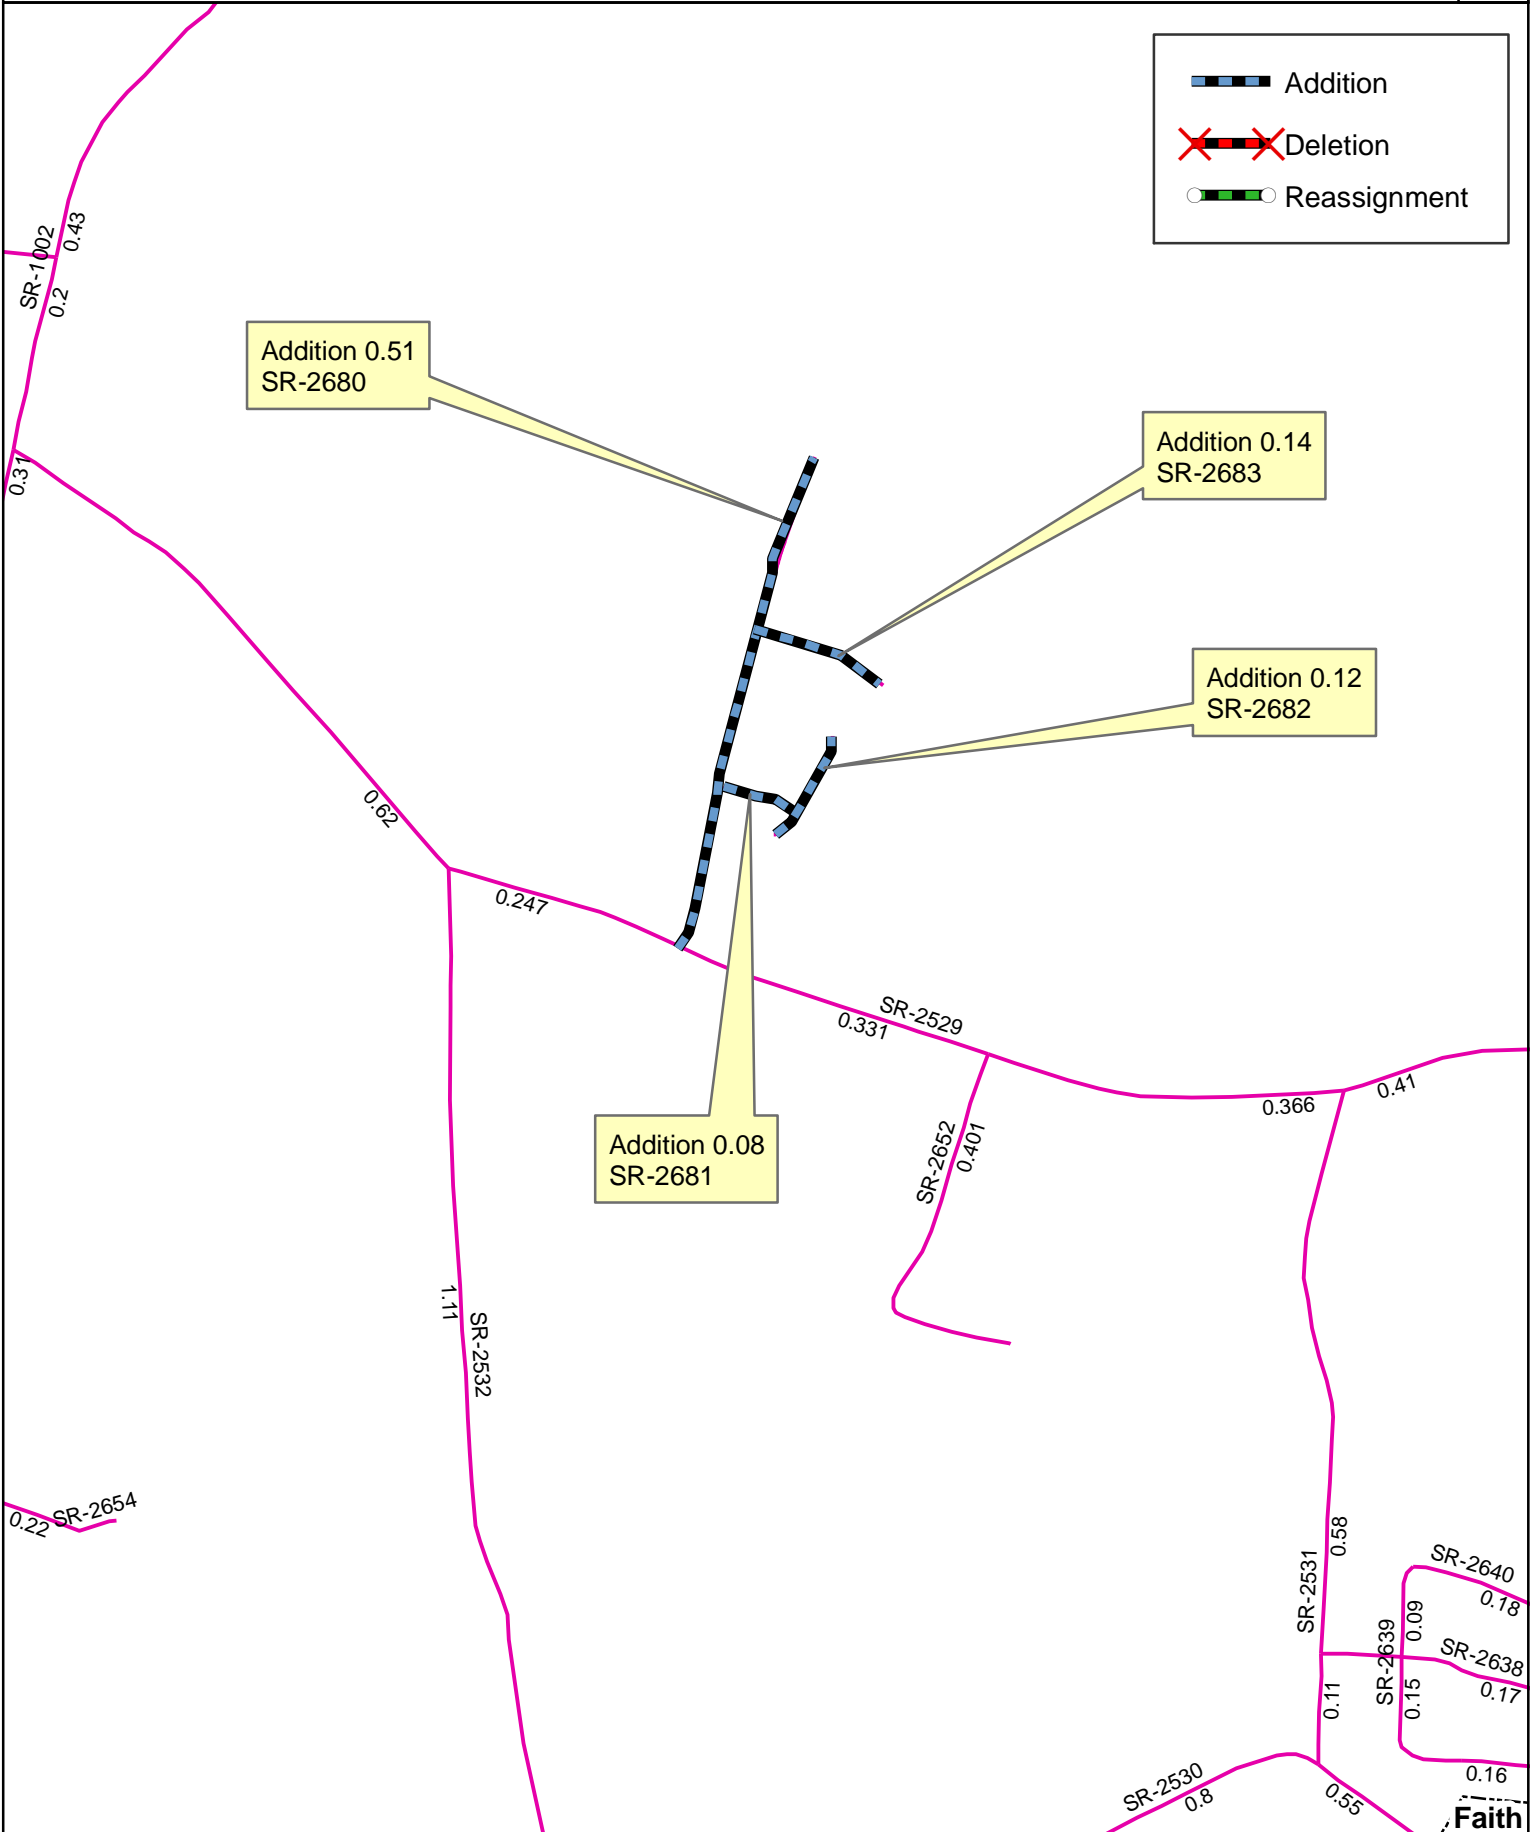 Addition
Deletion
Reassignment
SR-1002
0.43
0.2
Addition 0.51
SR-2680
Addition 0.14
SR-2683
0.31
Addition 0.12
SR-2682
0.62
0.247
SR-2529
0.331
0.41
0.366
Addition 0.08
SR-2681
SR-2652
0.401
1.11
SR-2532
SR-2654
0.22
0.58
SR-2531
SR-2640
0.18
0.09
SR-2639
SR-2638
0.17
0.15
0.11
0.16
SR-2530
0.8
0.55
Faith